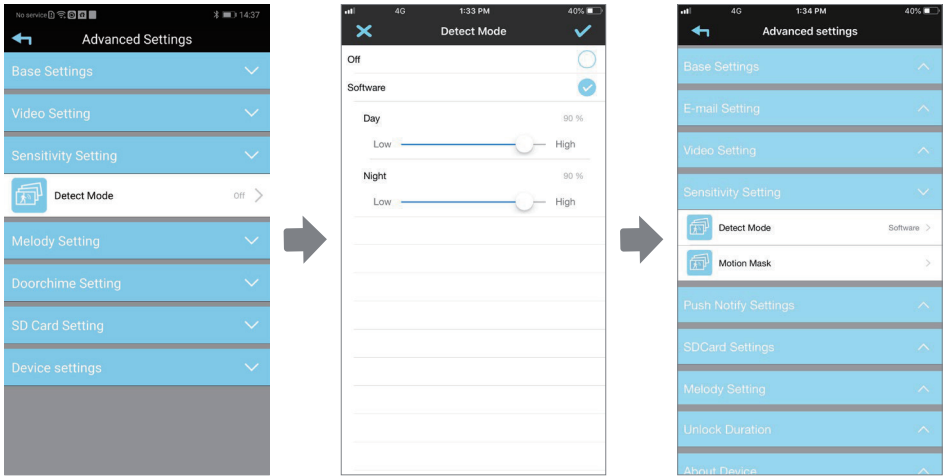 No service 14:37
Advanced Settings
Base Settings
Video Setting
Sensitivity Setting
Detect Mode Off
Melody Setting
Doorchime Setting
SD Card Setting
Device settings
4G 1:33 PM 40%
Detect Mode
Off
Software
Day 90 %
Low High
Night 90 %
Low High
4G 1:34 PM 40%
Advanced settings
Base Settings
E-mail Setting
Video Setting
Sensitivity Setting
Detect Mode Software
Motion Mask
Push Notify Settings
SDCard Settings
Melody Setting
Unlock Duration
About Device